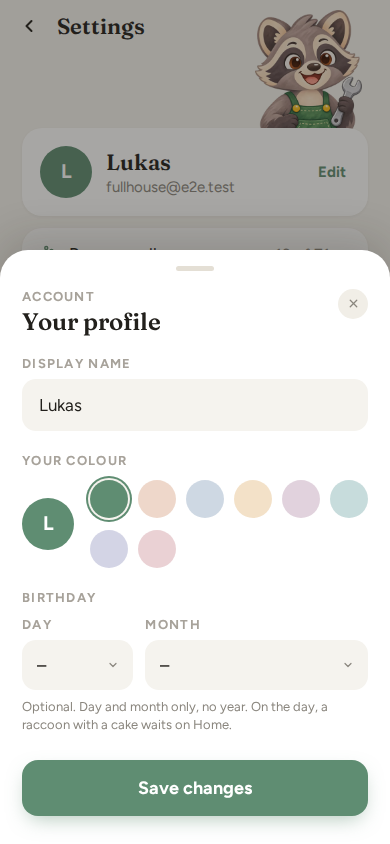 Settings
L
Lukas
fullhouse@e2e.test
Edit
ACCOUNT
Your profile
DISPLAY NAME
Lukas
YOUR COLOUR
L
BIRTHDAY
DAY
MONTH
–
–
Optional. Day and month only, no year. On the day, a
raccoon with a cake waits on Home.
Save changes